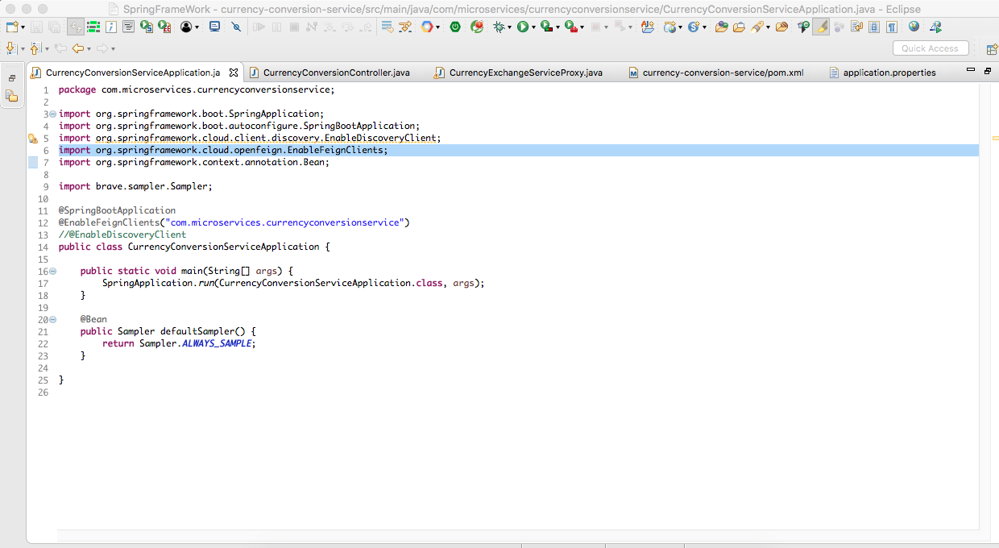 SpringFrameWork - currency-conversion-service/src/main/java/com/microservices/currencyconversionservice/CurrencyConversionServiceApplication.java - Eclipse
Quick Access
CurrencyConversionServiceApplication.ja
CurrencyConversionController.java
CurrencyExchangeServiceProxy.java
currency-conversion-service/pom.xml
application.properties
1 package com.microservices.currencyconversionservice;
2
3 import org.springframework.boot.SpringApplication;
4 import org.springframework.boot.autoconfigure.SpringBootApplication;
5 import org.springframework.cloud.client.discovery.EnableDiscoveryClient;
6 import org.springframework.cloud.openfeign.EnableFeignClients;
7 import org.springframework.context.annotation.Bean;
8
9 import brave.sampler.Sampler;
10
11 @SpringBootApplication
12 @EnableFeignClients("com.microservices.currencyconversionservice")
13 //@EnableDiscoveryClient
14 public class CurrencyConversionServiceApplication {
15
16     public static void main(String[] args) {
17         SpringApplication.run(CurrencyConversionServiceApplication.class, args);
18     }
19
20     @Bean
21     public Sampler defaultSampler() {
22         return Sampler.ALWAYS_SAMPLE;
23     }
24
25 }
26